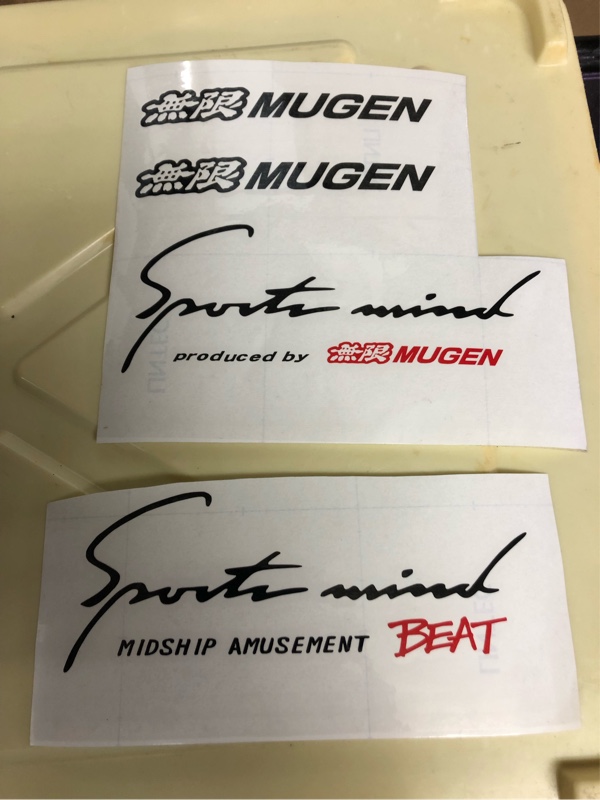 無限 MUGEN
無限 MUGEN
Sports mind
produced by 無限 MUGEN
Sports mind
MIDSHIP AMUSEMENT BEAT